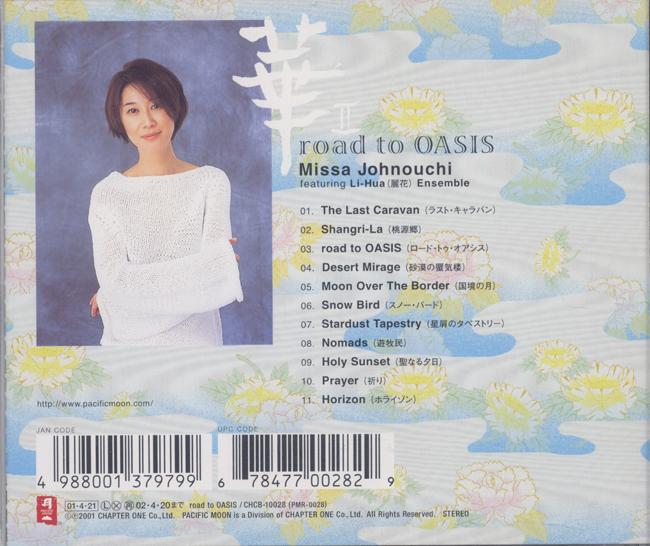 華
II
road to OASIS
Missa Johnouchi
featuring Li-Hua (麗花) Ensemble
01. The Last Caravan (ラスト・キャラバン)
02. Shangri-La (桃源郷)
03. road to OASIS (ロード・トゥ・オアシス)
04. Desert Mirage (砂漠の蜃気楼)
05. Moon Over The Border (国境の月)
06. Snow Bird (スノー・バード)
07. Stardust Tapestry (星屑のタペストリー)
08. Nomads (遊牧民)
09. Holy Sunset (聖なる夕日)
10. Prayer (祈り)
11. Horizon (ホライゾン)
http://www.pacificmoon.com/
JAN CODE
UPC CODE
4 988001 379799
6 78477 00282 9
01・4・21 Ⓛ Ⓧ 再 02・4・20まで road to OASIS / CHCB-10028 (PMR-0028)
©℗2001 CHAPTER ONE Co., Ltd. PACIFIC MOON is a Division of CHAPTER ONE Co., Ltd. All Rights Reserved. STEREO